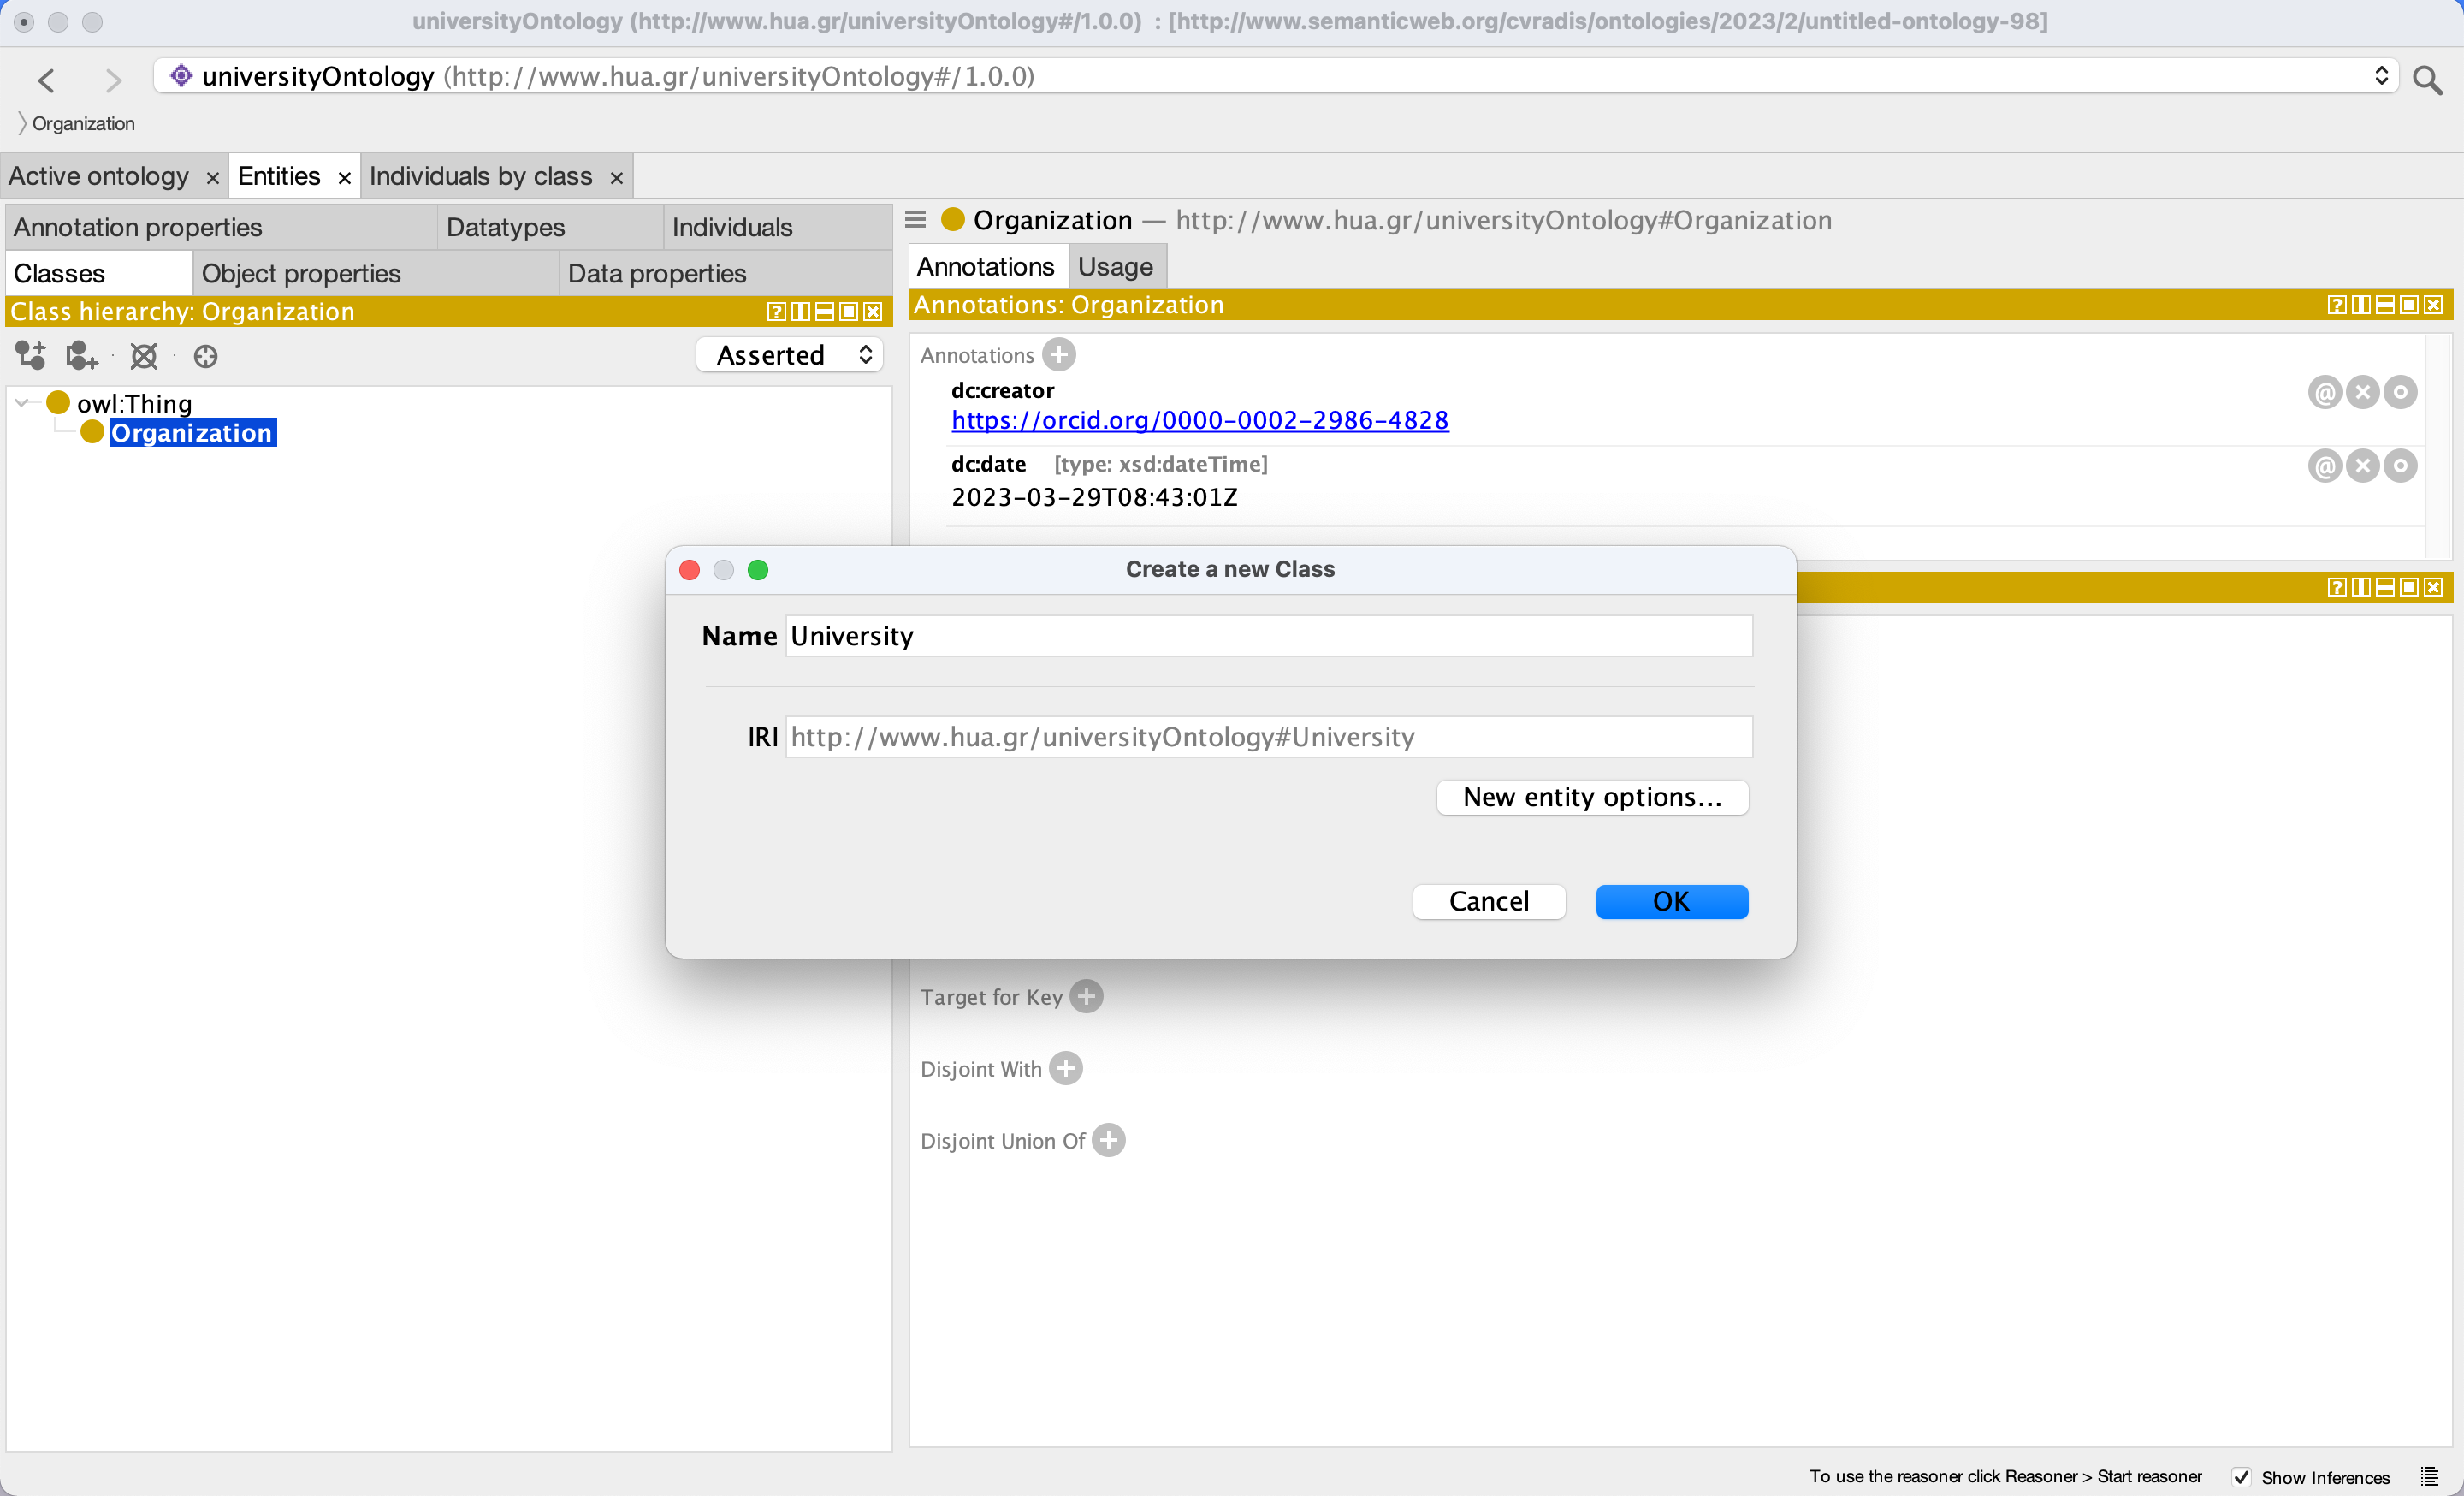 universityOntology (http://www.hua.gr/universityOntology#/1.0.0) : [http://www.semanticweb.org/cvradis/ontologies/2023/2/untitled-ontology-98]
universityOntology (http://www.hua.gr/universityOntology#/1.0.0)
Organization
Active ontology × Entities × Individuals by class ×
Annotation properties Datatypes Individuals
Classes Object properties Data properties
Class hierarchy: Organization
Asserted
owl:Thing
Organization
Organization — http://www.hua.gr/universityOntology#Organization
Annotations Usage
Annotations: Organization
Annotations
dc:creator
https://orcid.org/0000-0002-2986-4828
dc:date [type: xsd:dateTime]
2023-03-29T08:43:01Z
Create a new Class
Name University
IRI http://www.hua.gr/universityOntology#University
New entity options...
Cancel OK
Target for Key
Disjoint With
Disjoint Union Of
To use the reasoner click Reasoner > Start reasoner Show Inferences